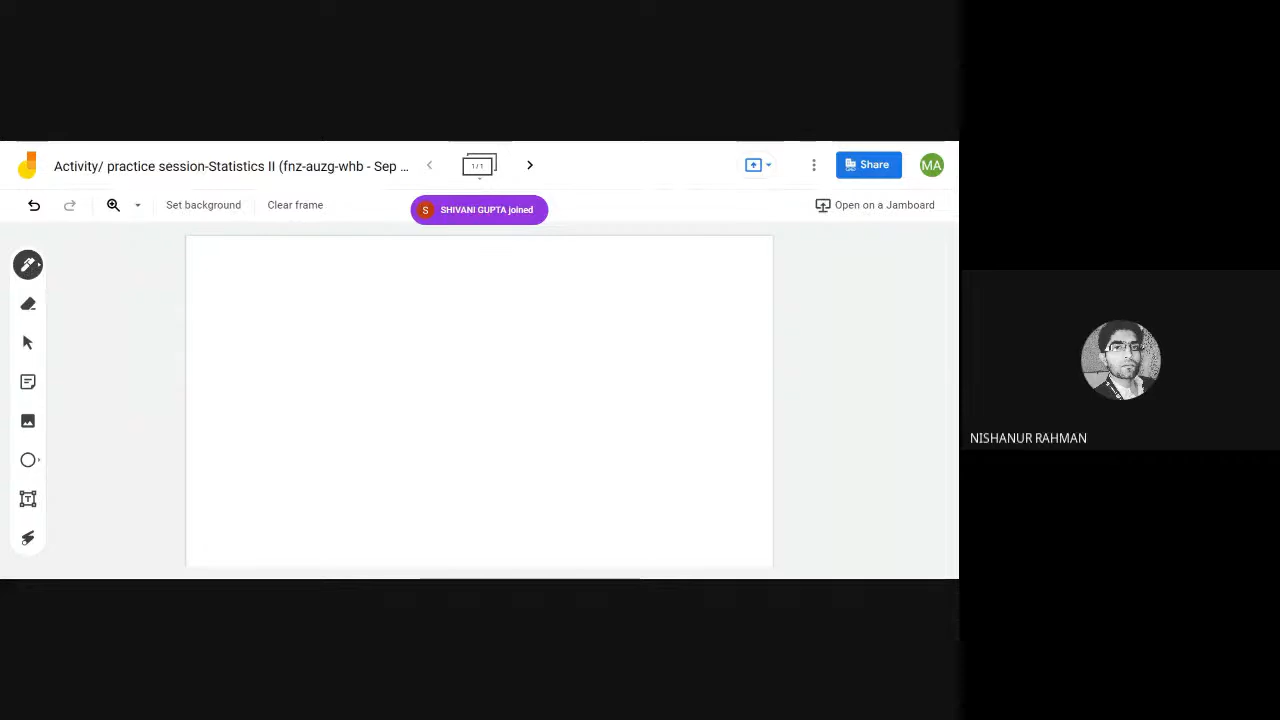 Activity/ practice session-Statistics II (fnz-auzg-whb - Sep ...
1/1
Share
MA
Set background
Clear frame
S
SHIVANI GUPTA joined
Open on a Jamboard
T
NISHANUR RAHMAN